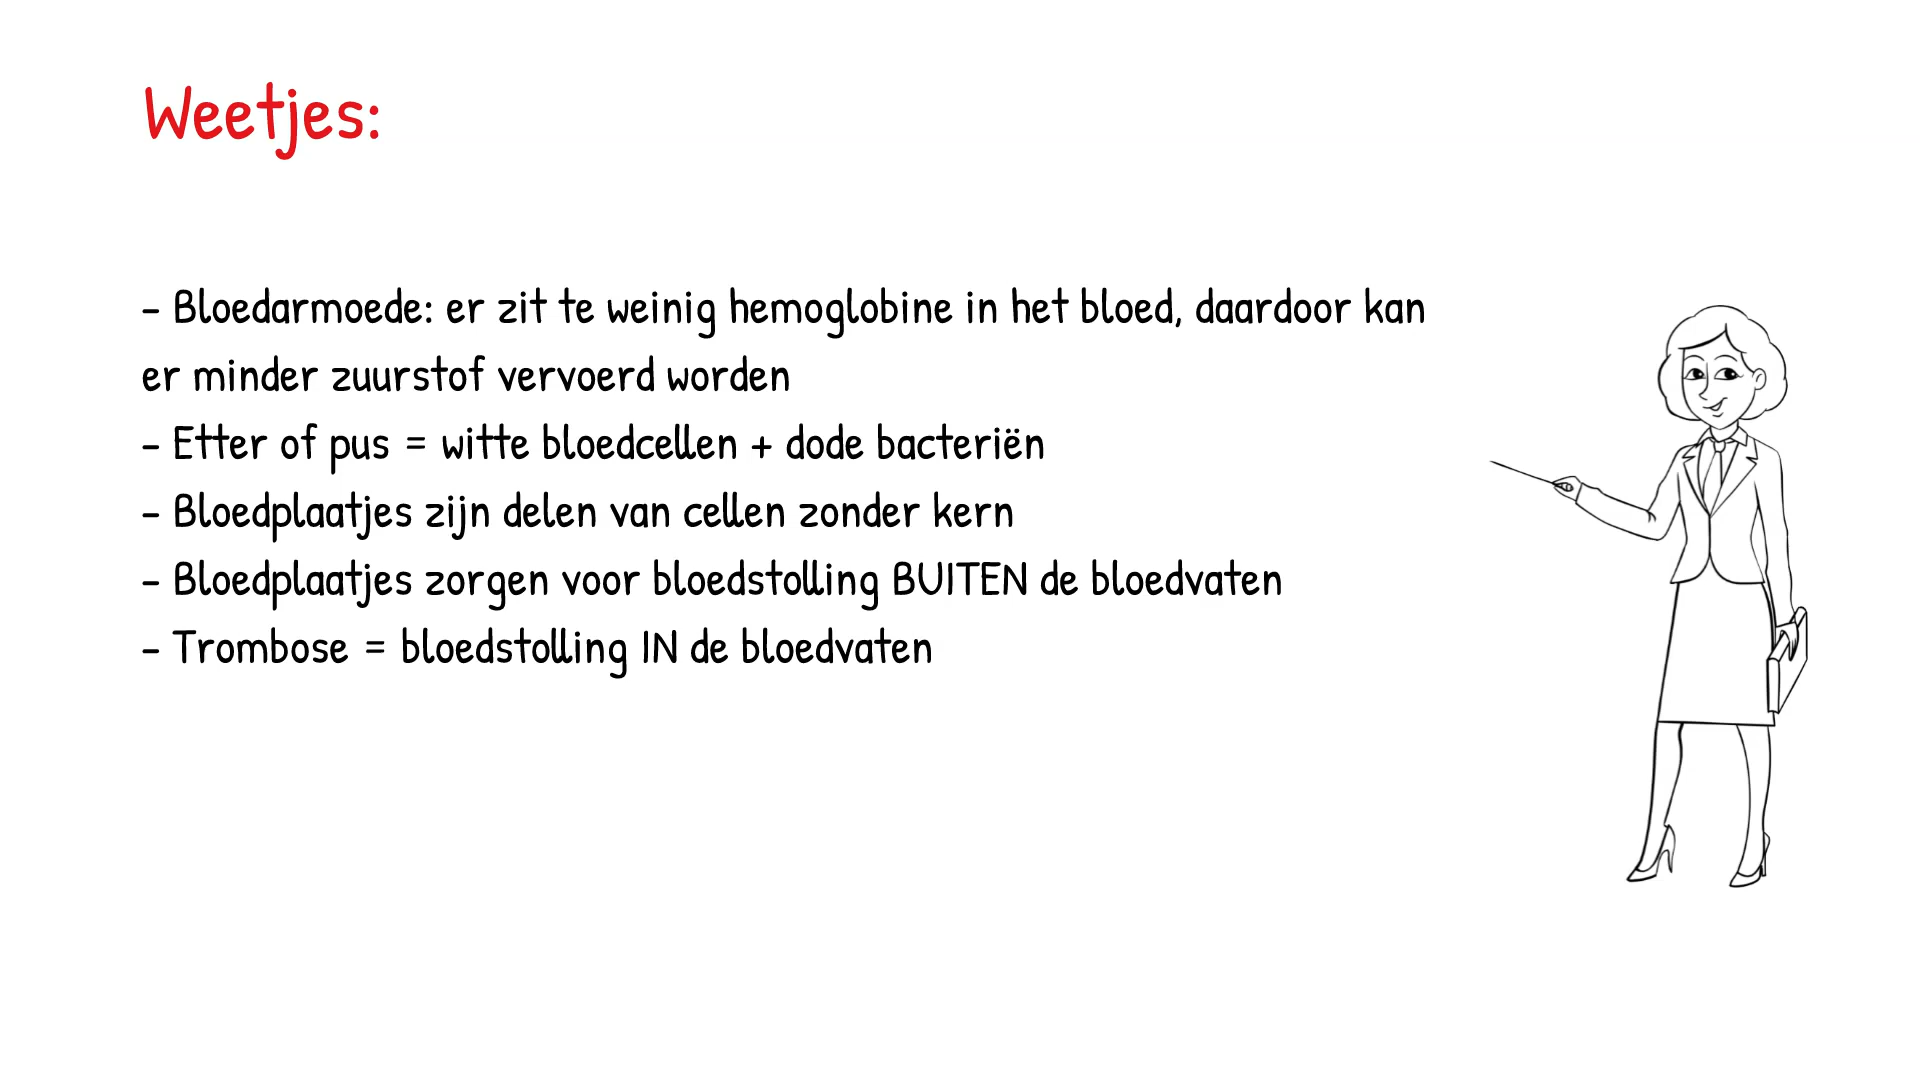 Weetjes:
- Bloedarmoede: er zit te weinig hemoglobine in het bloed, daardoor kan
er minder zuurstof vervoerd worden
- Etter of pus = witte bloedcellen + dode bacteriën
- Bloedplaatjes zijn delen van cellen zonder kern
- Bloedplaatjes zorgen voor bloedstolling BUITEN de bloedvaten
- Trombose = bloedstolling IN de bloedvaten